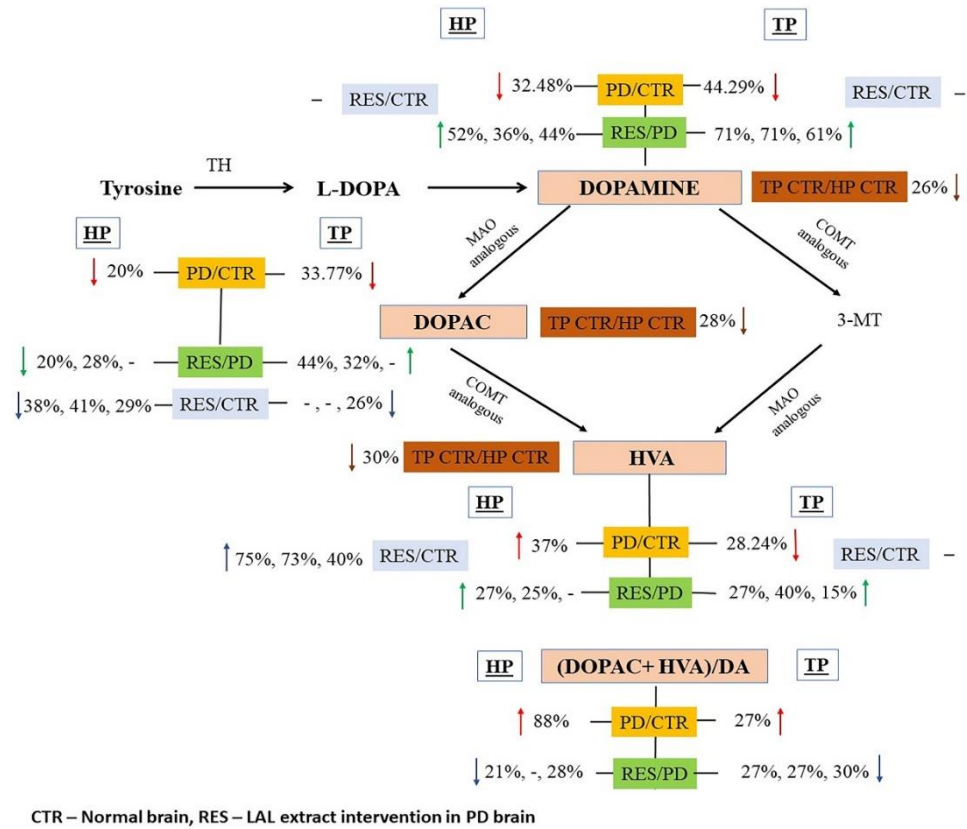 HP TP
– RES/CTR 32.48% PD/CTR 44.29% RES/CTR –
52%, 36%, 44% RES/PD 71%, 71%, 61%
TH
Tyrosine L-DOPA DOPAMINE TP CTR/HP CTR 26%
HP TP
MAO analogous COMT analogous
20% PD/CTR 33.77%
DOPAC TP CTR/HP CTR 28% 3-MT
20%, 28%, - RES/PD 44%, 32%, -
38%, 41%, 29% RES/CTR - , - , 26%
COMT analogous MAO analogous
30% TP CTR/HP CTR HVA
HP TP
75%, 73%, 40% RES/CTR 37% PD/CTR 28.24% RES/CTR –
27%, 25%, - RES/PD 27%, 40%, 15%
HP (DOPAC+ HVA)/DA TP
88% PD/CTR 27%
21%, -, 28% RES/PD 27%, 27%, 30%
CTR – Normal brain, RES – LAL extract intervention in PD brain